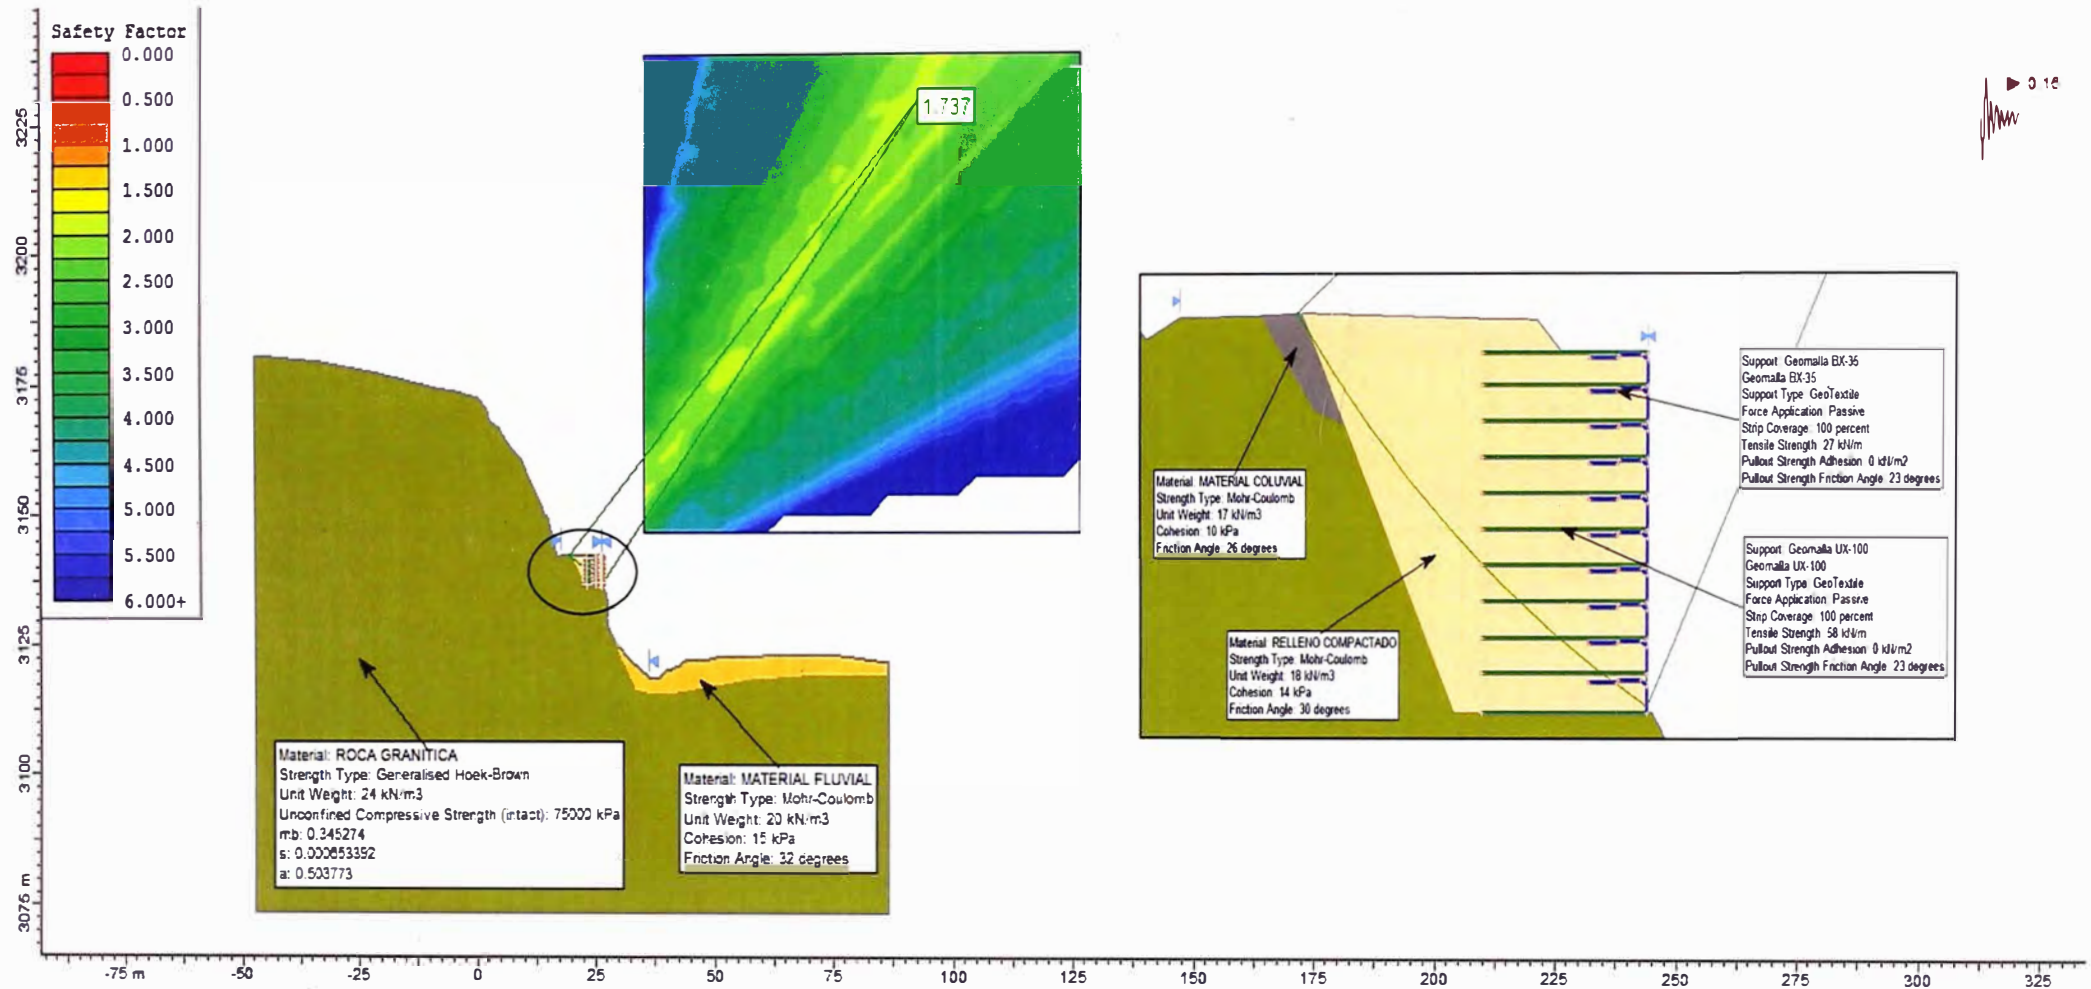 Safety Factor
0.000
0.500
1.000
1.500
2.000
2.500
3.000
3.500
4.000
4.500
5.000
5.500
6.000+
3225
3200
3175
3150
3125
3100
3075 m
-75 m
-50
-25
0
25
50
75
100
125
150
175
200
225
250
275
300
325
1.737
0.16
Material: ROCA GRANITICA
Strength Type: Generalised Hoek-Brown
Unit Weight: 24 kN/m3
Unconfined Compressive Strength (intact): 75000 kPa
mb: 0.345274
s: 0.000653392
a: 0.503773
Material: MATERIAL FLUVIAL
Strength Type: Mohr-Coulomb
Unit Weight: 20 kN/m3
Cohesion: 15 kPa
Friction Angle: 32 degrees
Material: MATERIAL COLUVIAL
Strength Type: Mohr-Coulomb
Unit Weight: 17 kN/m3
Cohesion: 10 kPa
Friction Angle: 26 degrees
Material: RELLENO COMPACTADO
Strength Type: Mohr-Coulomb
Unit Weight: 18 kN/m3
Cohesion: 14 kPa
Friction Angle: 30 degrees
Support: Geomalla BX-35
Geomalla BX-35
Support Type: GeoTextile
Force Application: Passive
Strip Coverage: 100 percent
Tensile Strength: 27 kN/m
Pullout Strength Adhesion: 0 kN/m2
Pullout Strength Friction Angle: 23 degrees
Support: Geomalla UX-100
Geomalla UX-100
Support Type: GeoTextile
Force Application: Passive
Strip Coverage: 100 percent
Tensile Strength: 58 kN/m
Pullout Strength Adhesion: 0 kN/m2
Pullout Strength Friction Angle: 23 degrees